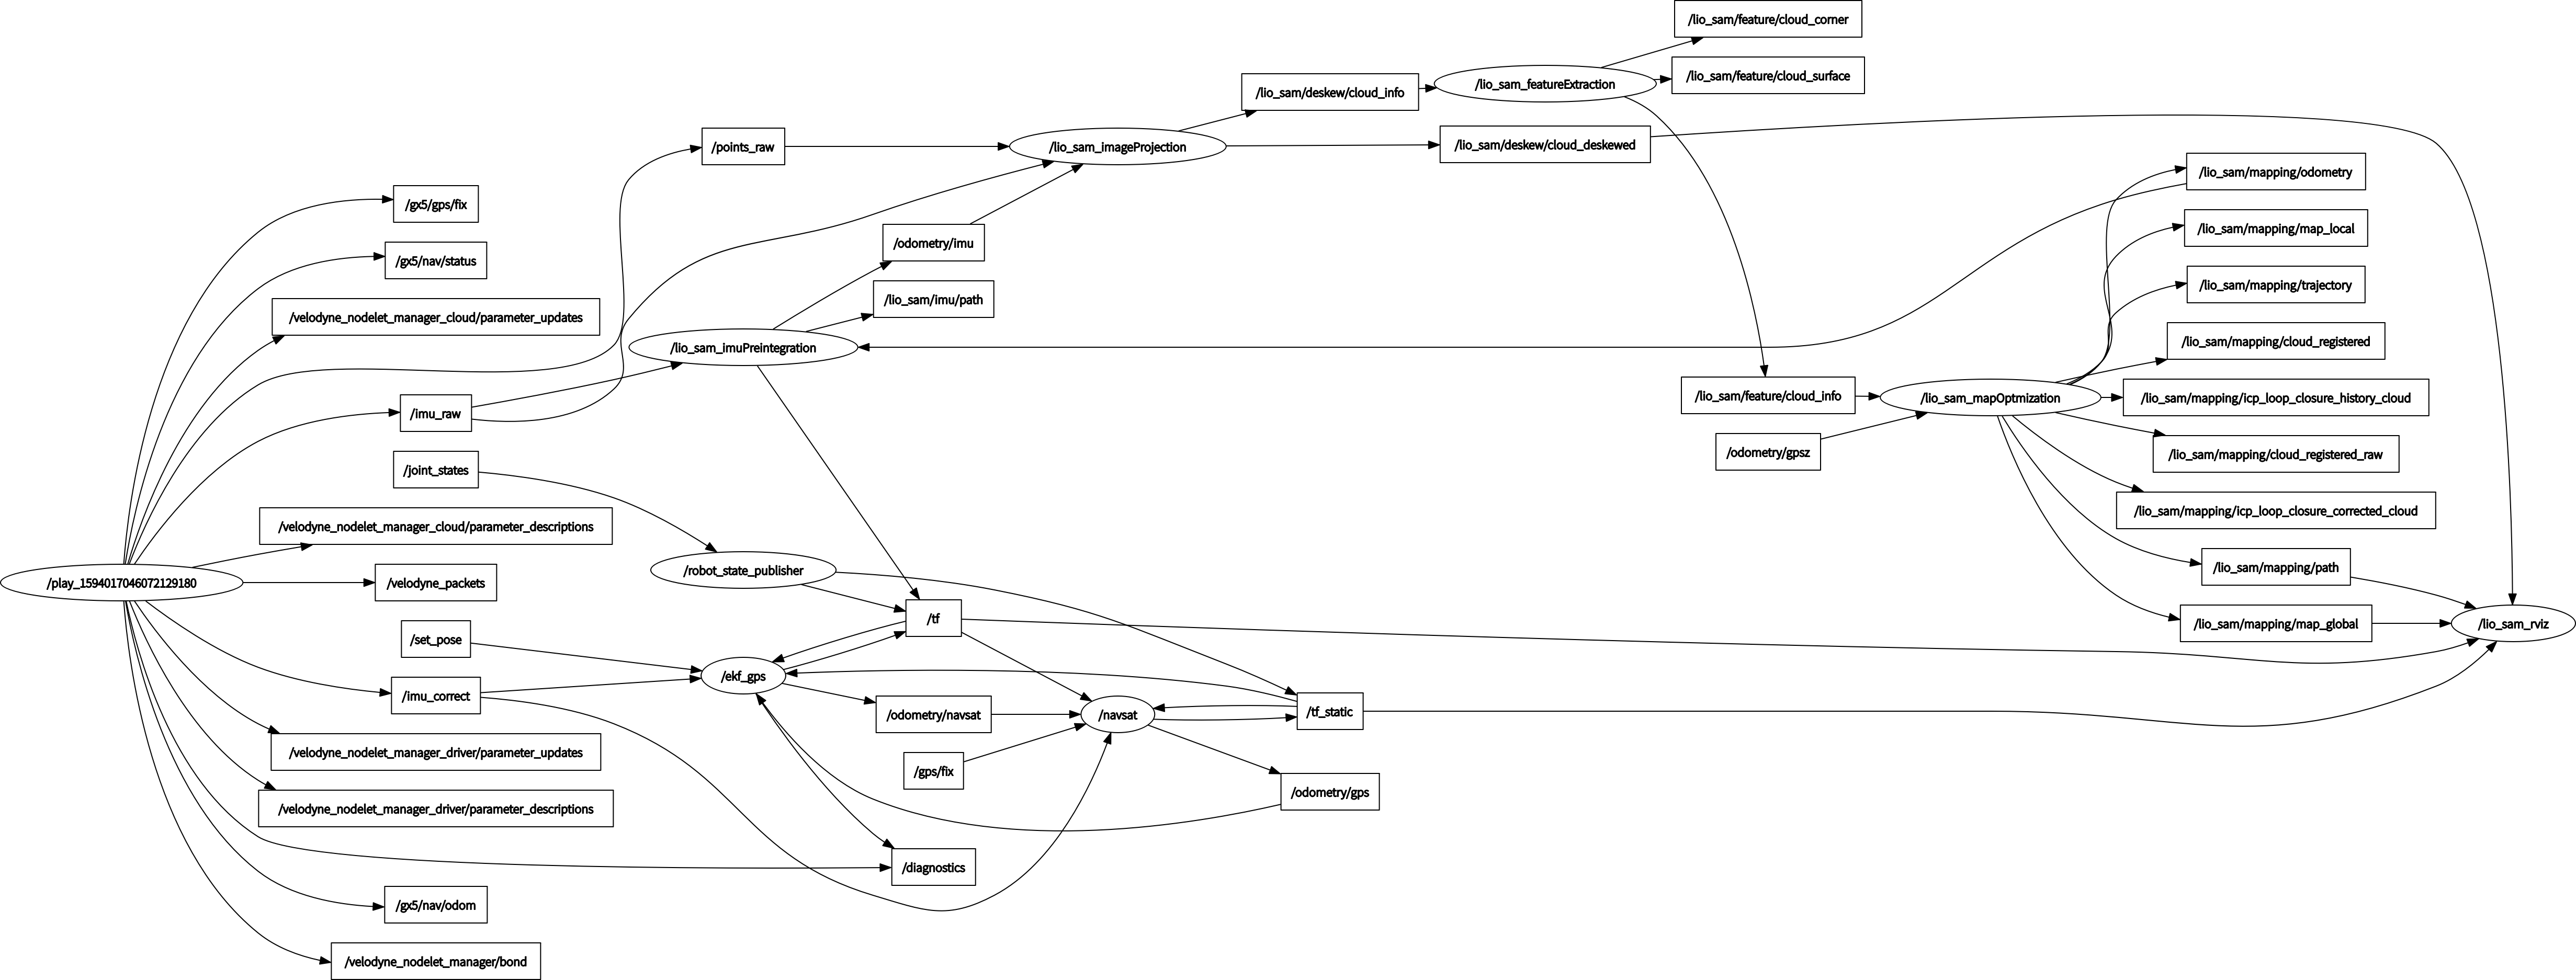 /lio_sam/feature/cloud_corner
/lio_sam/feature/cloud_surface
/lio_sam_featureExtraction
/lio_sam/deskew/cloud_info
/lio_sam/deskew/cloud_deskewed
/points_raw
/lio_sam_imageProjection
/lio_sam/mapping/odometry
/gx5/gps/fix
/lio_sam/mapping/map_local
/odometry/imu
/gx5/nav/status
/lio_sam/mapping/trajectory
/lio_sam/imu/path
/velodyne_nodelet_manager_cloud/parameter_updates
/lio_sam/mapping/cloud_registered
/lio_sam_imuPreintegration
/lio_sam/feature/cloud_info
/lio_sam_mapOptmization
/lio_sam/mapping/icp_loop_closure_history_cloud
/imu_raw
/odometry/gpsz
/lio_sam/mapping/cloud_registered_raw
/joint_states
/lio_sam/mapping/icp_loop_closure_corrected_cloud
/velodyne_nodelet_manager_cloud/parameter_descriptions
/robot_state_publisher
/lio_sam/mapping/path
/play_1594017046072129180
/velodyne_packets
/tf
/lio_sam/mapping/map_global
/lio_sam_rviz
/set_pose
/ekf_gps
/imu_correct
/odometry/navsat
/navsat
/tf_static
/velodyne_nodelet_manager_driver/parameter_updates
/gps/fix
/odometry/gps
/velodyne_nodelet_manager_driver/parameter_descriptions
/diagnostics
/gx5/nav/odom
/velodyne_nodelet_manager/bond